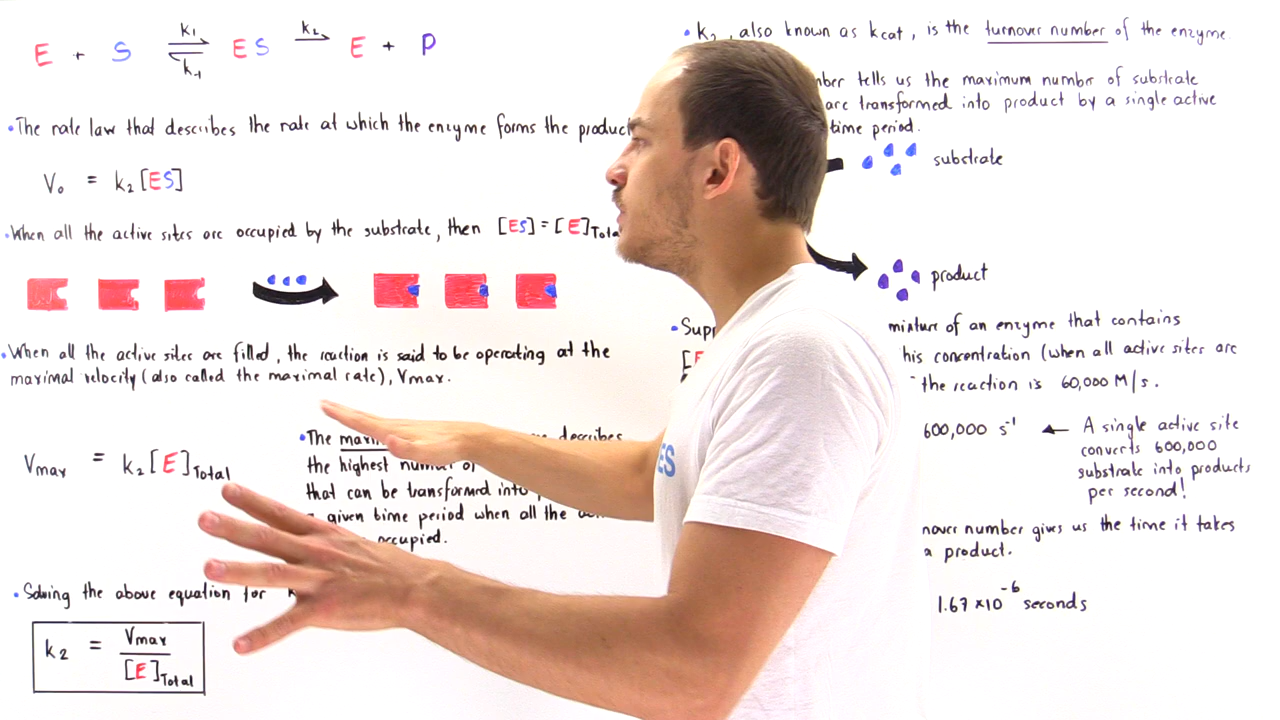 E + S k₁ k₋₁ ES k₂ E + P
• The rate law that describes the rate at which the enzyme forms the produc
V₀ = k₂[ES]
• When all the active sites are occupied by the substrate, then [ES] = [E]Tota
• When all the active sites are filled, the reaction is said to be operating at the
maximal velocity (also called the maximal rate), Vmax.
Vmax = k₂[E]Total
• The describes
the highest
that can be transformed into
given time period when all the
occupied.
• Solving the above equation for
k₂ = Vmax / [E]Total
• k₂, also known as kcat, is the turnover number of the enzyme.
tells us the maximum number of substrate
are transformed into product by a single active
time period.
substrate
product
• mixture of an enzyme that contains
concentration (when all active sites are
the reaction is 60,000 M/s.
600,000 s⁻¹ ← A single active site
converts 600,000
substrate into products
per second!
number gives us the time it takes
a product.
1.67 × 10⁻⁶ seconds
ES